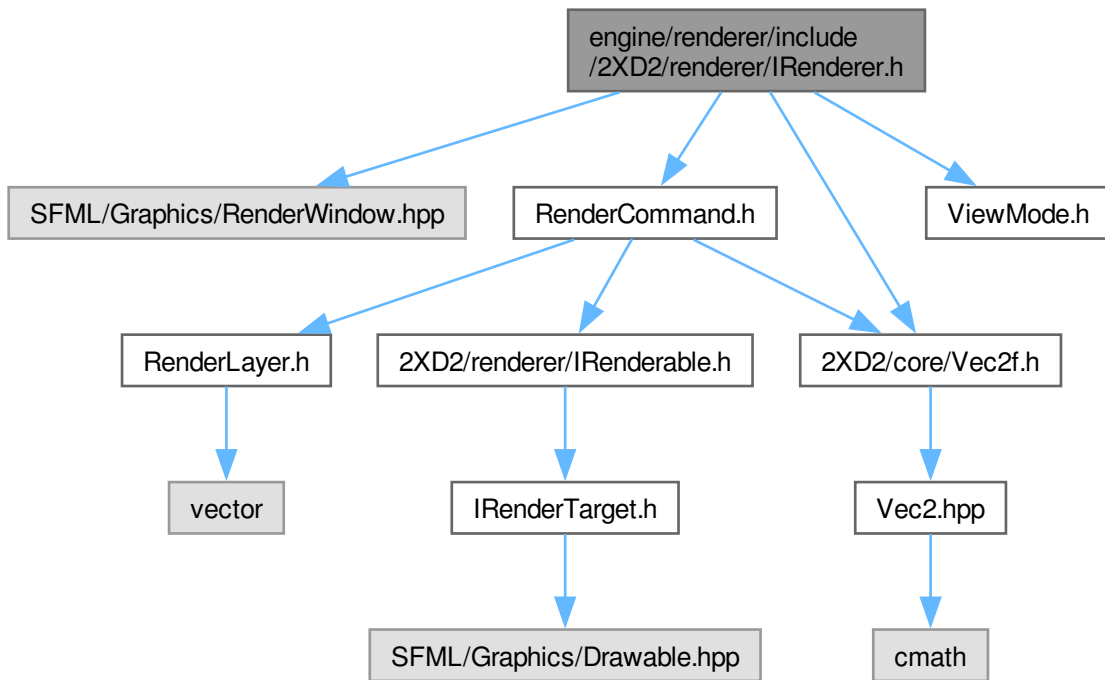 engine/renderer/include
/2XD2/renderer/IRenderer.h
SFML/Graphics/RenderWindow.hpp
RenderCommand.h
ViewMode.h
RenderLayer.h
2XD2/renderer/IRenderable.h
2XD2/core/Vec2f.h
vector
IRenderTarget.h
Vec2.hpp
SFML/Graphics/Drawable.hpp
cmath